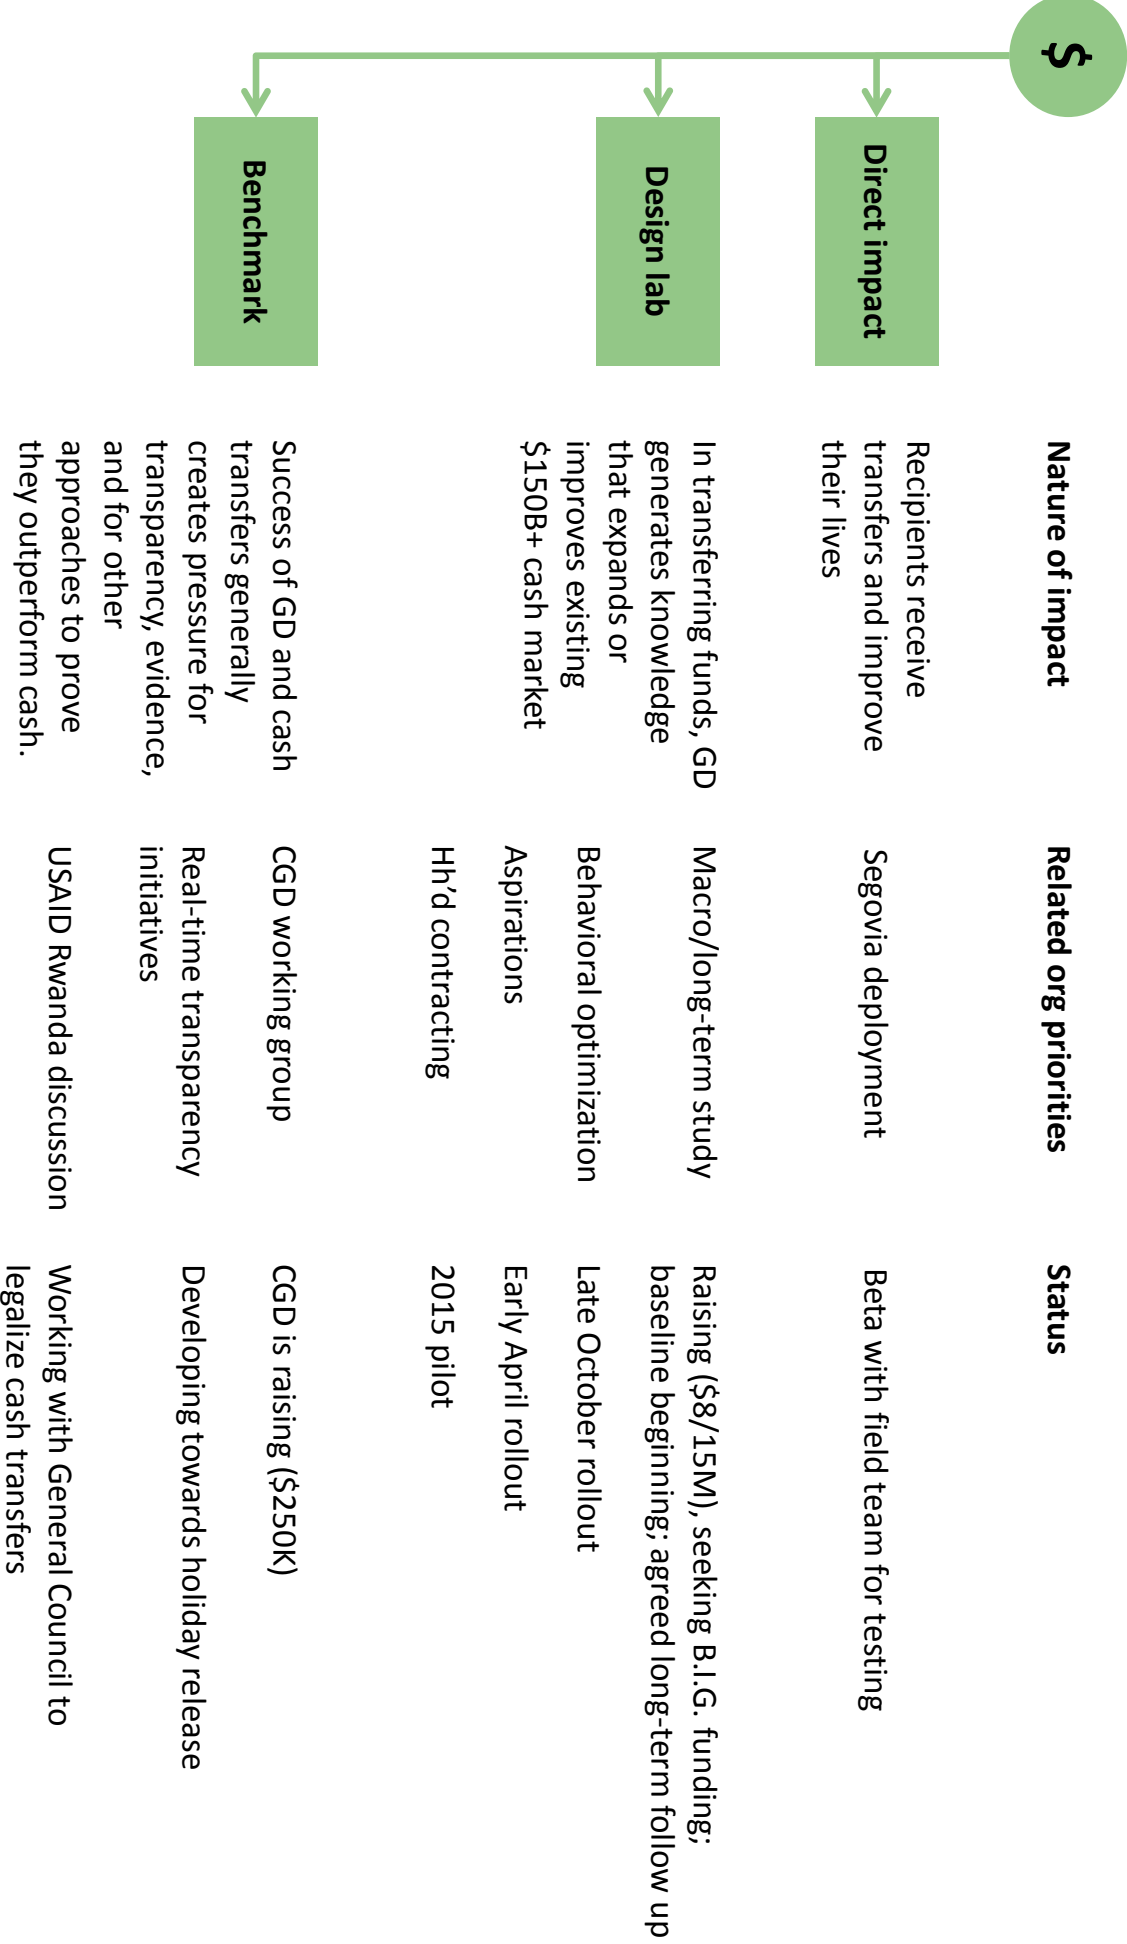 $
Nature of impact
Related org priorities
Status
Direct impact
Recipients receive
transfers and improve
their lives
Segovia deployment
Beta with field team for testing
Design lab
In transferring funds, GD
generates knowledge
that expands or
improves existing
$150B+ cash market
Macro/long-term study
Raising ($8/15M), seeking B.I.G. funding;
baseline beginning; agreed long-term follow up
Behavioral optimization
Late October rollout
Aspirations
Early April rollout
Hh’d contracting
2015 pilot
Benchmark
Success of GD and cash
transfers generally
creates pressure for
transparency, evidence,
and for other
approaches to prove
they outperform cash.
CGD working group
CGD is raising ($250K)
Real-time transparency
initiatives
Developing towards holiday release
USAID Rwanda discussion
Working with General Council to
legalize cash transfers